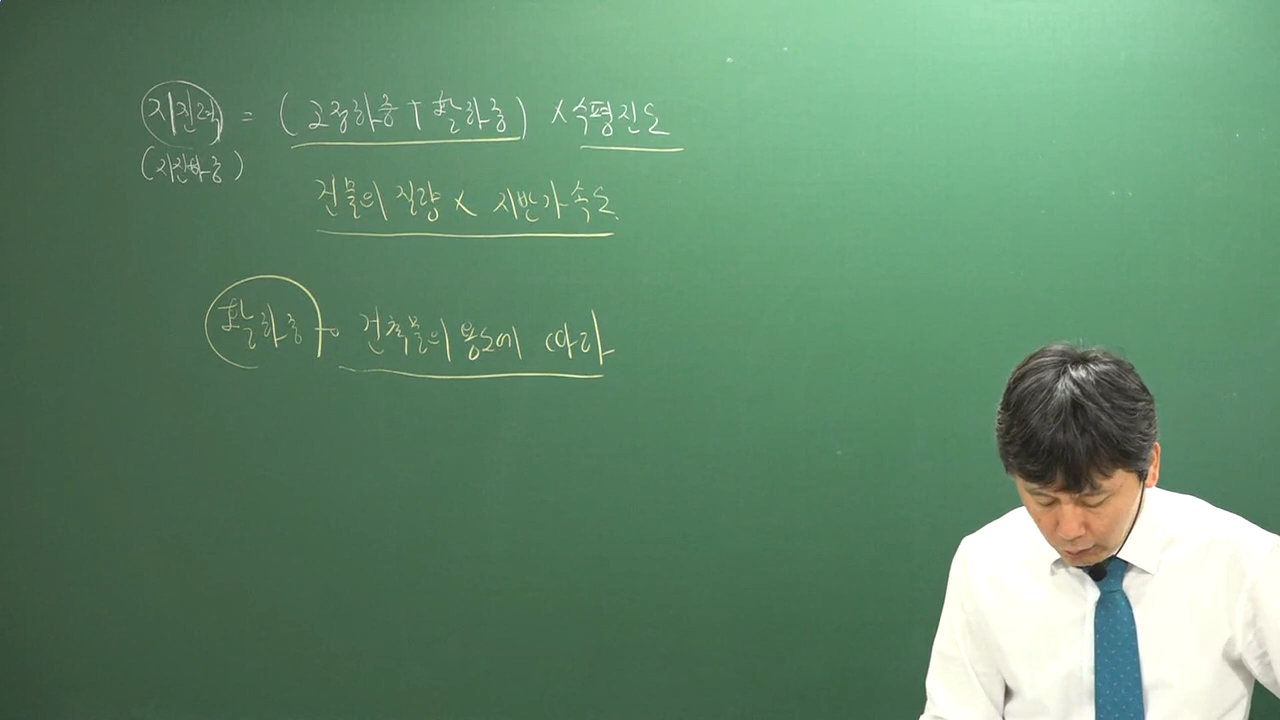 지진력 = (고정하중 + 활하중) × 수평진도
(지진하중)
건물의 질량 × 지반가속도
활하중 → 건축물의 용도에 따라